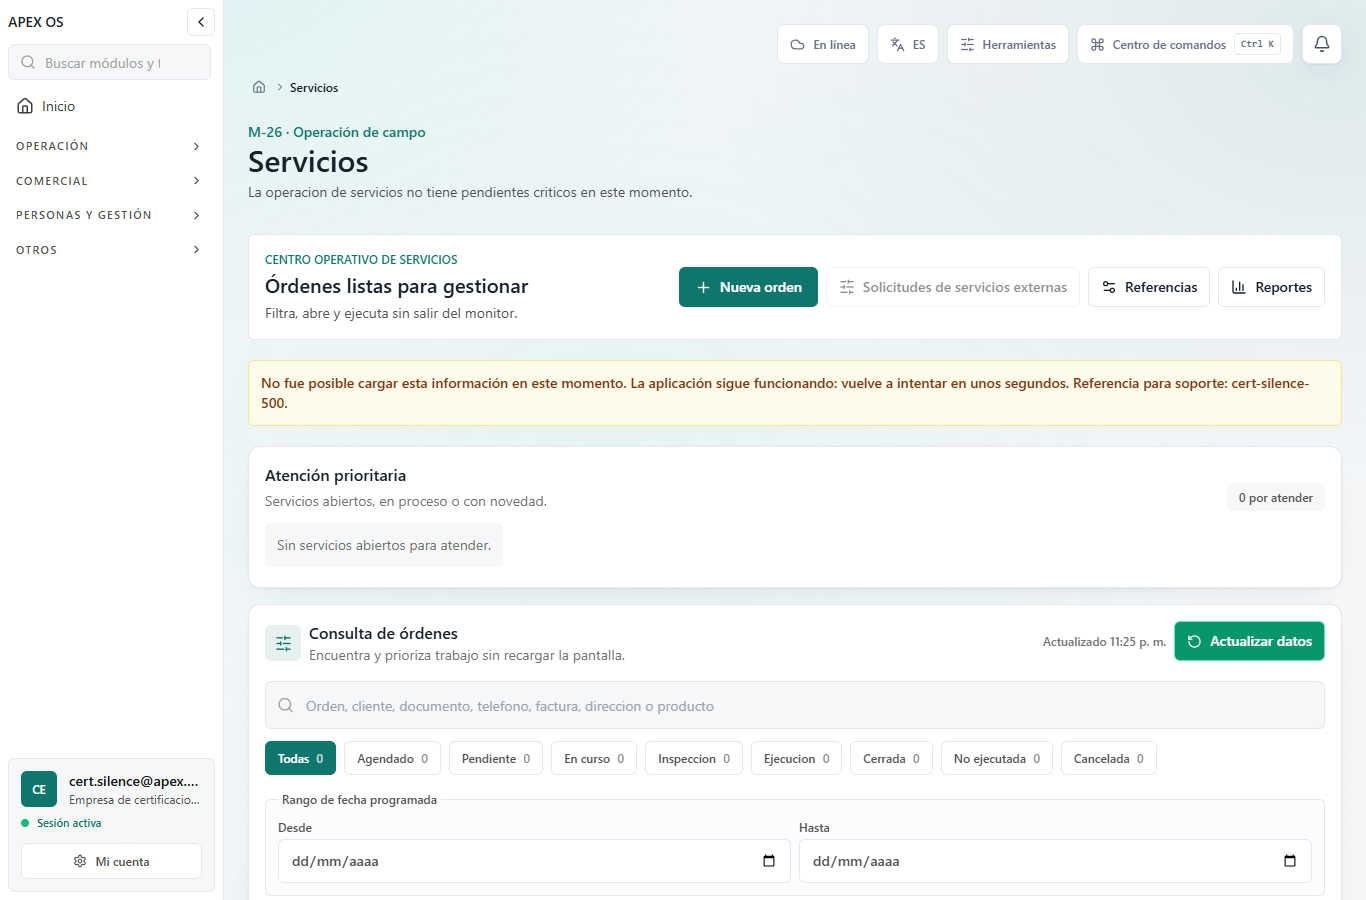 APEX OS
Buscar módulos y f
Inicio
OPERACIÓN
COMERCIAL
PERSONAS Y GESTIÓN
OTROS
CE
cert.silence@apex....
Empresa de certificacio...
Sesión activa
Mi cuenta
En línea
ES
Herramientas
Centro de comandos
Ctrl K
Servicios
M-26 · Operación de campo
Servicios
La operacion de servicios no tiene pendientes criticos en este momento.
CENTRO OPERATIVO DE SERVICIOS
Órdenes listas para gestionar
Filtra, abre y ejecuta sin salir del monitor.
Nueva orden
Solicitudes de servicios externas
Referencias
Reportes
No fue posible cargar esta información en este momento. La aplicación sigue funcionando: vuelve a intentar en unos segundos. Referencia para soporte: cert-silence-
500.
Atención prioritaria
Servicios abiertos, en proceso o con novedad.
0 por atender
Sin servicios abiertos para atender.
Consulta de órdenes
Encuentra y prioriza trabajo sin recargar la pantalla.
Actualizado 11:25 p. m.
Actualizar datos
Orden, cliente, documento, telefono, factura, direccion o producto
Todas 0
Agendado 0
Pendiente 0
En curso 0
Inspeccion 0
Ejecucion 0
Cerrada 0
No ejecutada 0
Cancelada 0
Rango de fecha programada
Desde
dd/mm/aaaa
Hasta
dd/mm/aaaa